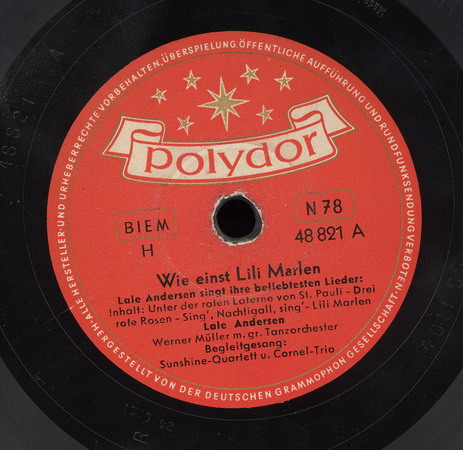 ALLE HERSTELLER- UND URHEBERRECHTE VORBEHALTEN. ÜBERSPIELUNG, ÖFFENTLICHE AUFFÜHRUNG UND RUNDFUNKSENDUNG VERBOTEN.
polydor
BIEM
N 78
H
48 821 A
Wie einst Lili Marlen
Lale Andersen singt ihre beliebtesten Lieder:
Inhalt: Unter der roten Laterne von St. Pauli - Drei
rote Rosen - Sing', Nachtigall, sing' - Lili Marlen
Lale Andersen
Werner Müller m. gr. Tanzorchester
Begleitgesang:
Sunshine-Quartett u. Cornel-Trio
HERGESTELLT VON DER DEUTSCHEN GRAMMOPHON GESELLSCHAFT
48821 A